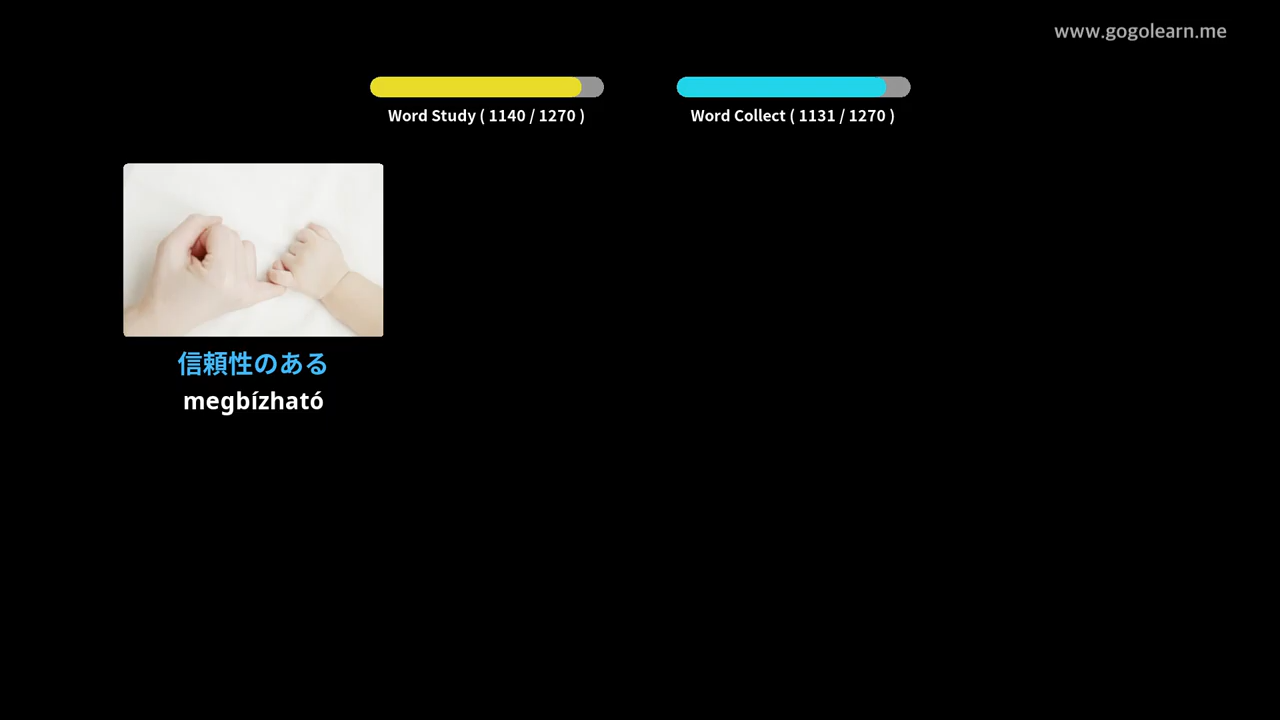 www.gogolearn.me
Word Study ( 1140 / 1270 )
Word Collect ( 1131 / 1270 )
信頼性のある
megbízható